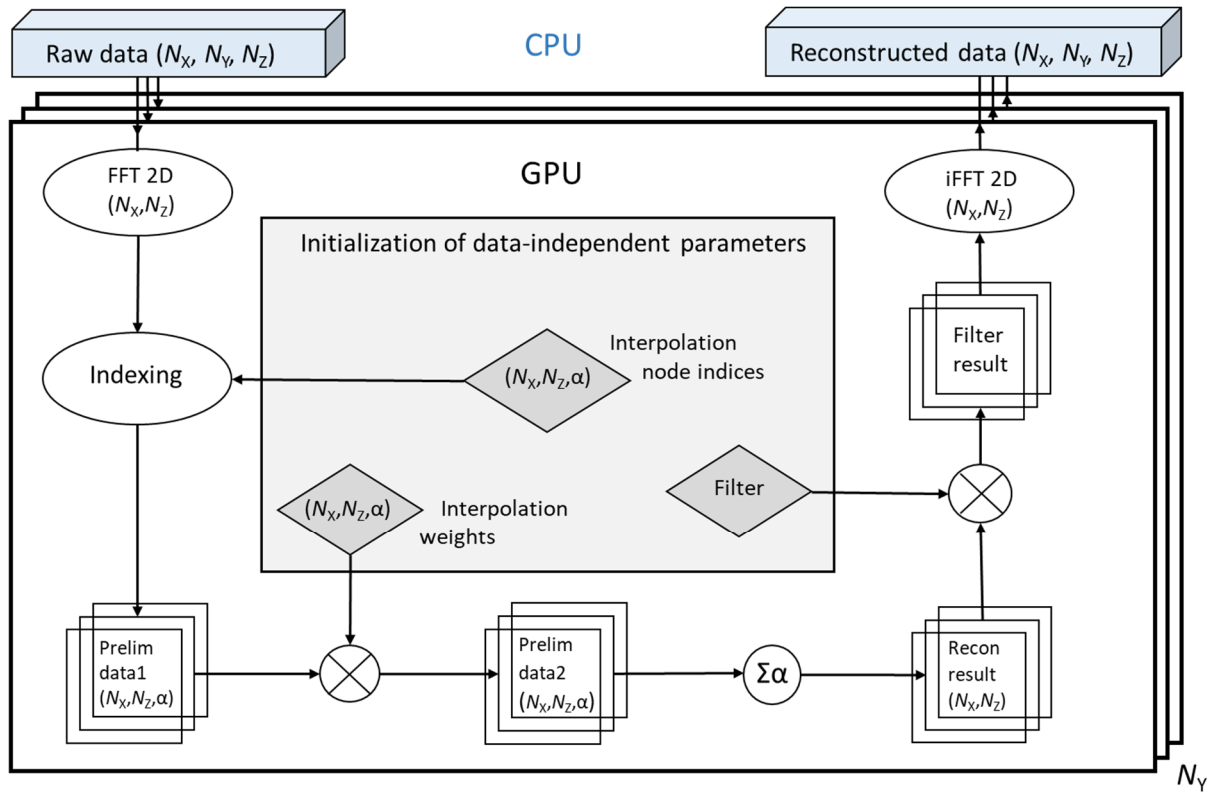 Raw data (NX, NY, NZ)
CPU
Reconstructed data (NX, NY, NZ)
GPU
FFT 2D
(NX,NZ)
iFFT 2D
(NX,NZ)
Initialization of data-independent parameters
Indexing
(NX,NZ,α)
Interpolation
node indices
Filter
result
(NX,NZ,α)
Interpolation
weights
Filter
Prelim
data1
(NX,NZ,α)
Prelim
data2
(NX,NZ,α)
Σα
Recon
result
(NX,NZ)
NY